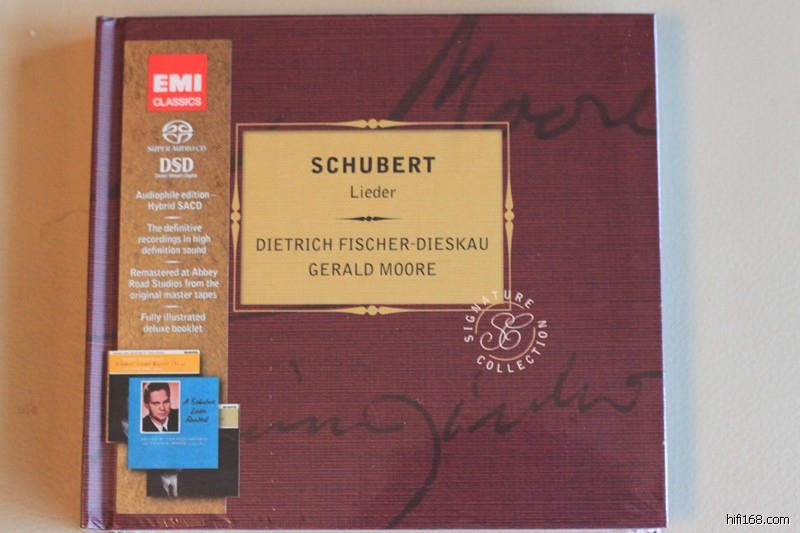 EMI
CLASSICS
SUPER AUDIO CD
DSD
Direct Stream Digital
Audiophile edition –
Hybrid SACD
The definitive
recordings in high
definition sound
Remastered at Abbey
Road Studios from the
original master tapes
Fully illustrated
deluxe booklet
A Schubert
Lieder
Recital
SCHUBERT
Lieder
DIETRICH FISCHER-DIESKAU
GERALD MOORE
SIGNATURE
SC
COLLECTION
Moore
hifi168.com